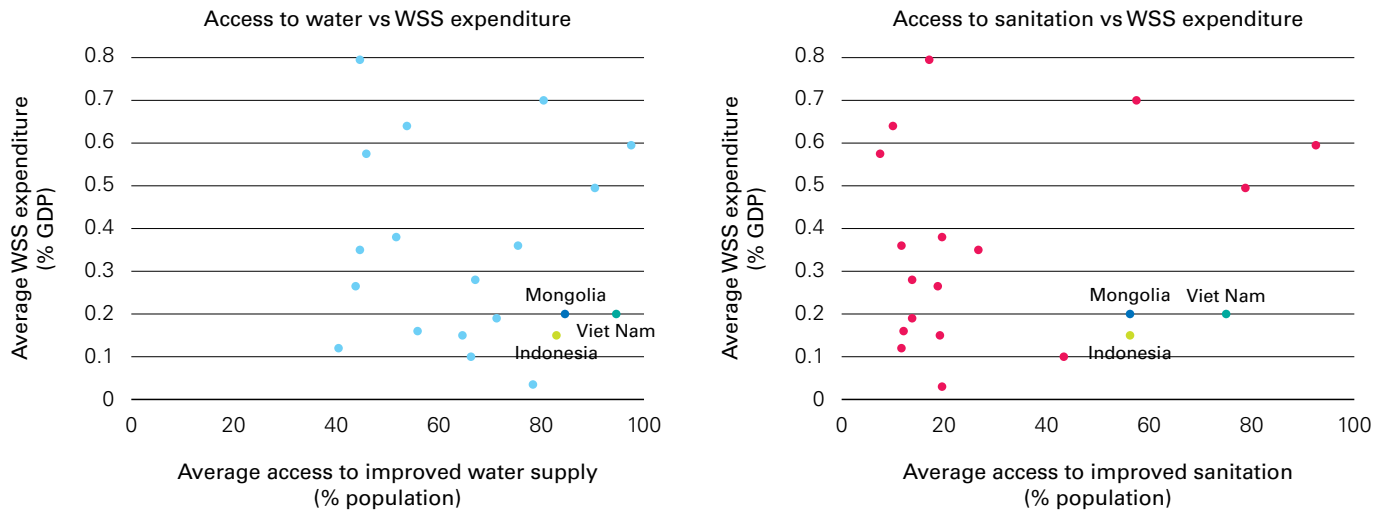 Access to water vs WSS expenditure
Average WSS expenditure
(% GDP)
0.8
0.7
0.6
0.5
0.4
0.3
0.2
0.1
0
Mongolia
Viet Nam
Indonesia
0 20 40 60 80 100
Average access to improved water supply
(% population)
Access to sanitation vs WSS expenditure
Average WSS expenditure
(% GDP)
0.8
0.7
0.6
0.5
0.4
0.3
0.2
0.1
0
Mongolia
Viet Nam
Indonesia
0 20 40 60 80 100
Average access to improved sanitation
(% population)